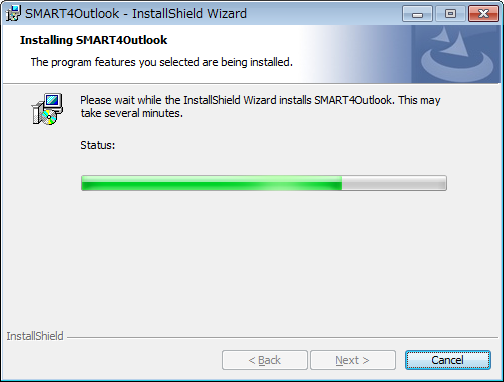 SMART4Outlook - InstallShield Wizard
Installing SMART4Outlook
The program features you selected are being installed.
Please wait while the InstallShield Wizard installs SMART4Outlook. This may
take several minutes.
Status:
InstallShield
< Back
Next >
Cancel